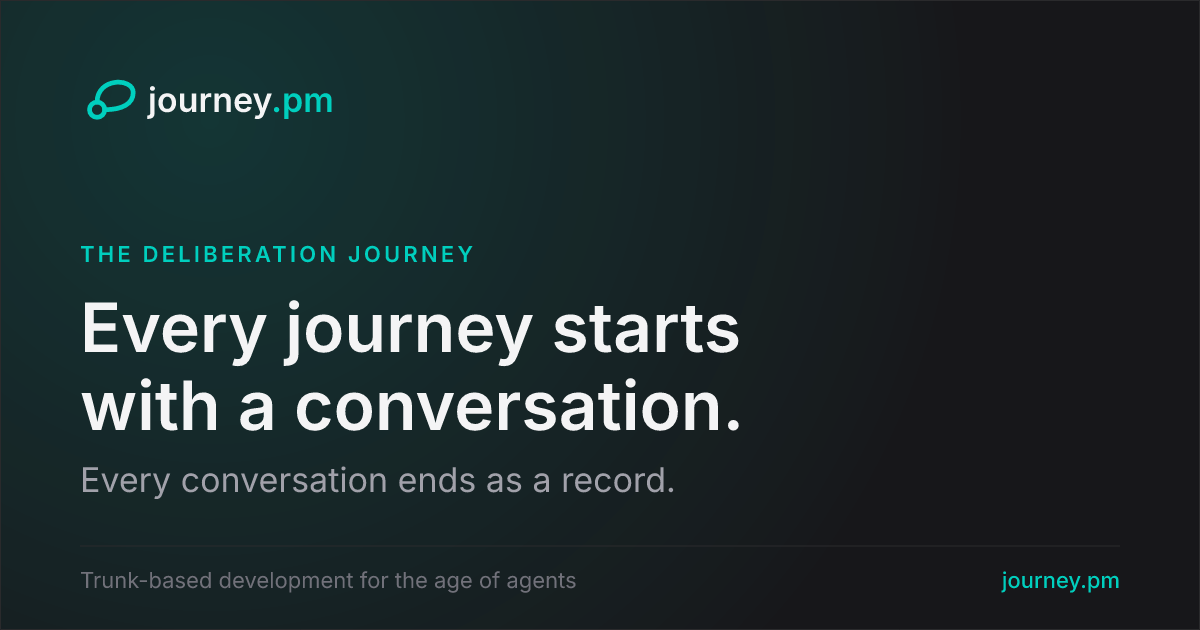 journey.pm
THE DELIBERATION JOURNEY
Every journey starts
with a conversation.
Every conversation ends as a record.
Trunk-based development for the age of agents
journey.pm